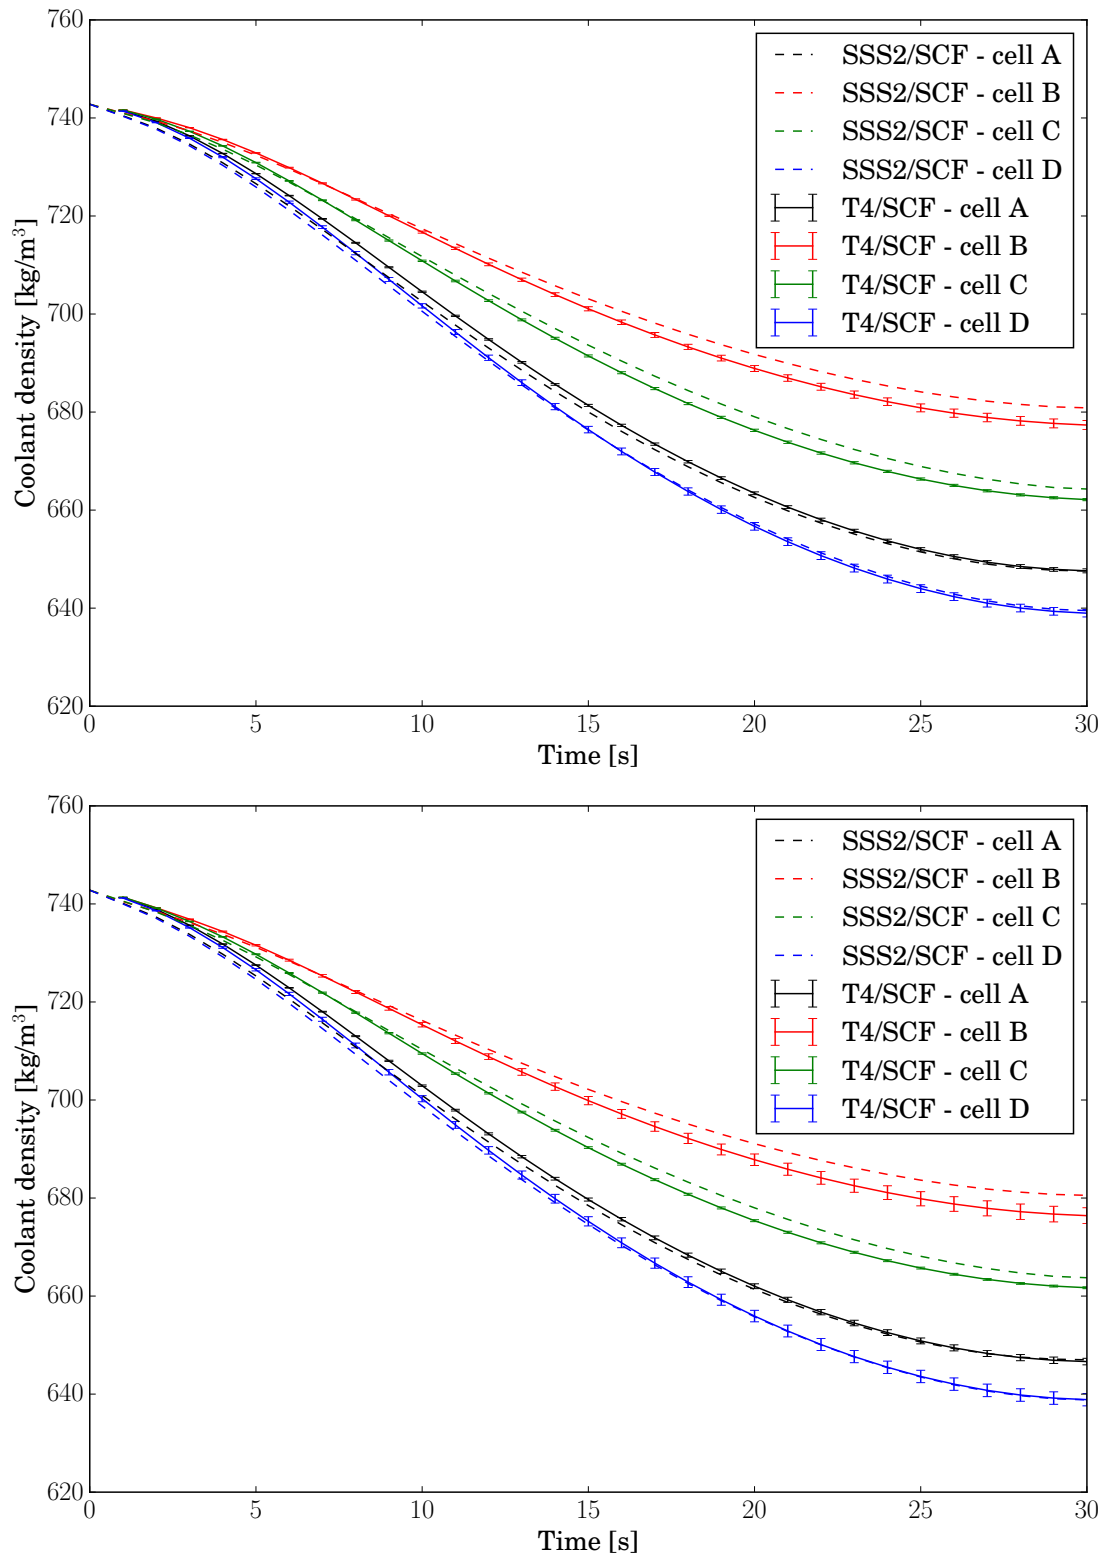 760
740
720
700
680
660
640
620
Coolant density [kg/m³]
0 5 10 15 20 25 30
Time [s]
SSS2/SCF - cell A
SSS2/SCF - cell B
SSS2/SCF - cell C
SSS2/SCF - cell D
T4/SCF - cell A
T4/SCF - cell B
T4/SCF - cell C
T4/SCF - cell D
760
740
720
700
680
660
640
620
Coolant density [kg/m³]
0 5 10 15 20 25 30
Time [s]
SSS2/SCF - cell A
SSS2/SCF - cell B
SSS2/SCF - cell C
SSS2/SCF - cell D
T4/SCF - cell A
T4/SCF - cell B
T4/SCF - cell C
T4/SCF - cell D